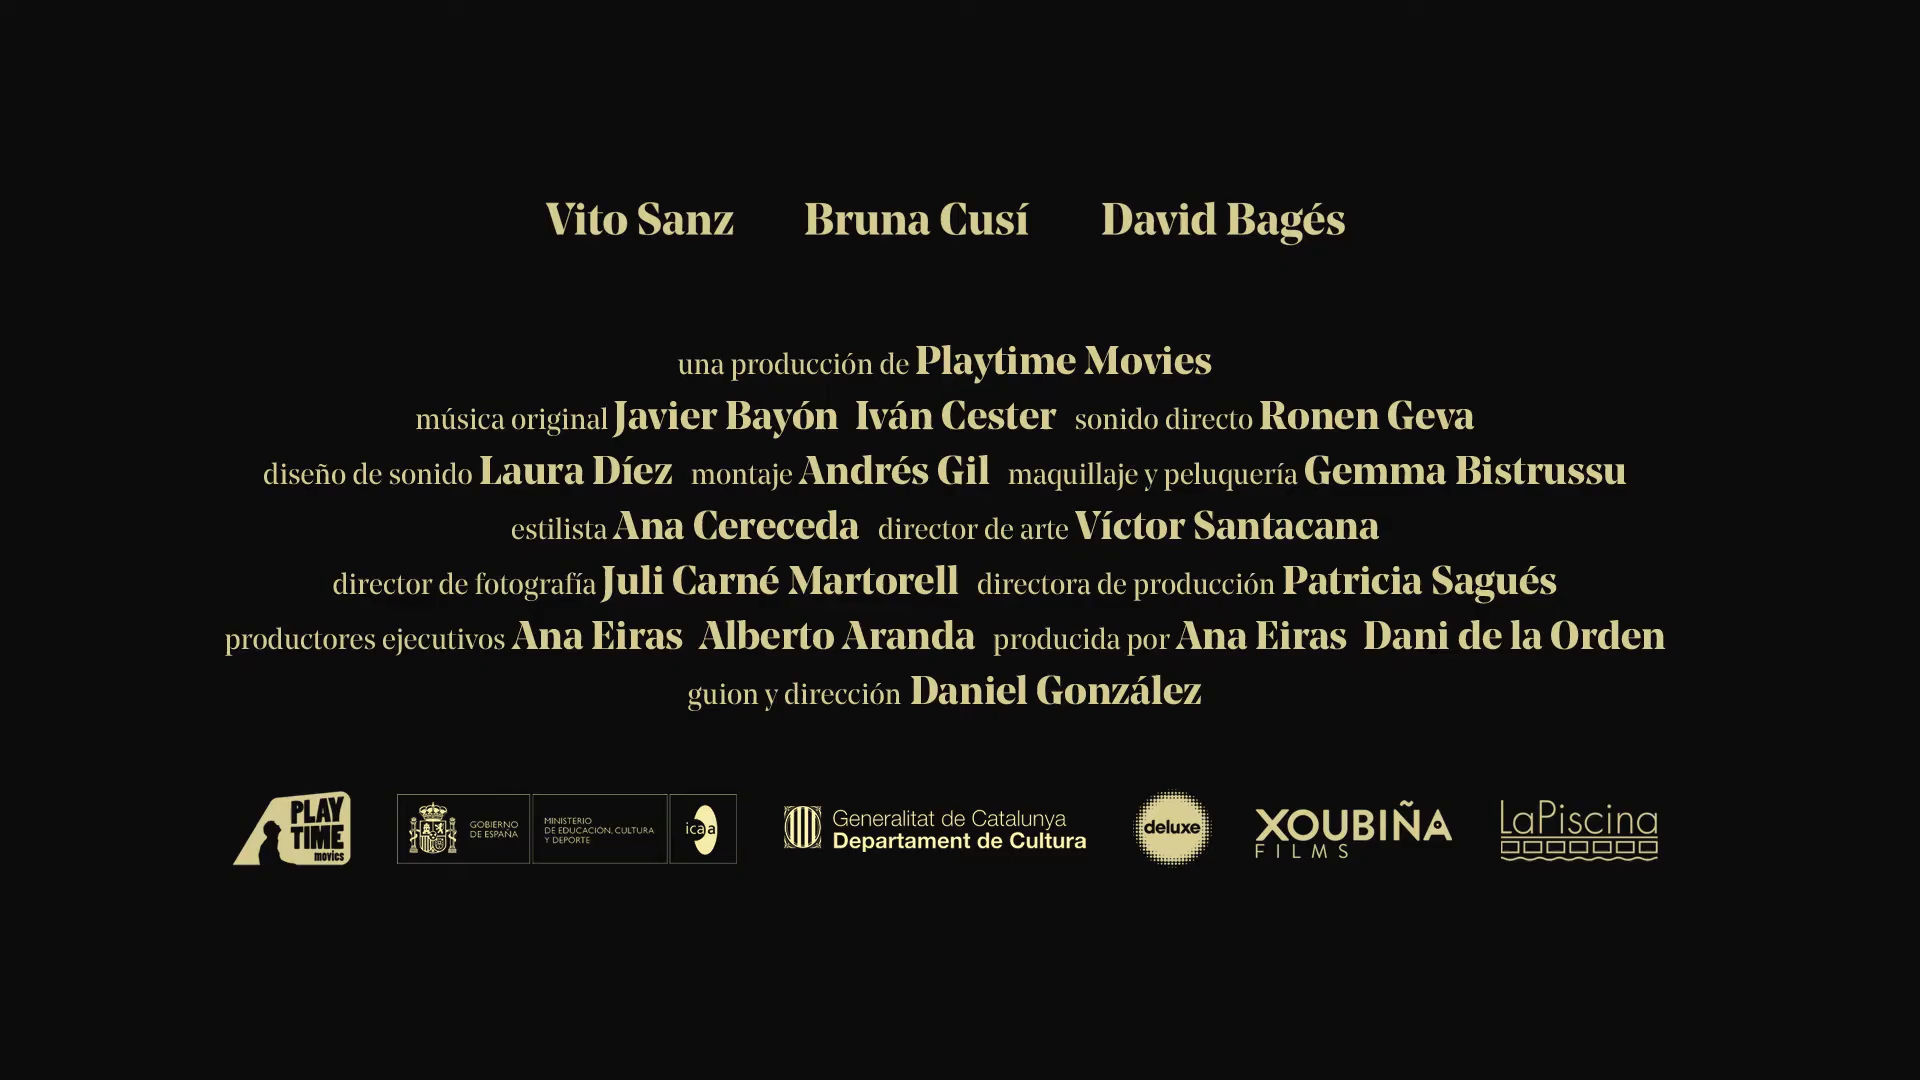 Vito Sanz Bruna Cusí David Bagés
una producción de Playtime Movies
música original Javier Bayón Iván Cester sonido directo Ronen Geva
diseño de sonido Laura Díez montaje Andrés Gil maquillaje y peluquería Gemma Bistrussu
estilista Ana Cereceda director de arte Víctor Santacana
director de fotografía Juli Carné Martorell directora de producción Patricia Sagués
productores ejecutivos Ana Eiras Alberto Aranda producida por Ana Eiras Dani de la Orden
guion y dirección Daniel González
PLAY
TIME
movies
GOBIERNO
DE ESPAÑA
MINISTERIO
DE EDUCACIÓN, CULTURA
Y DEPORTE
icaa
Generalitat de Catalunya
Departament de Cultura
deluxe
XOUBIÑA
FILMS
LaPiscina